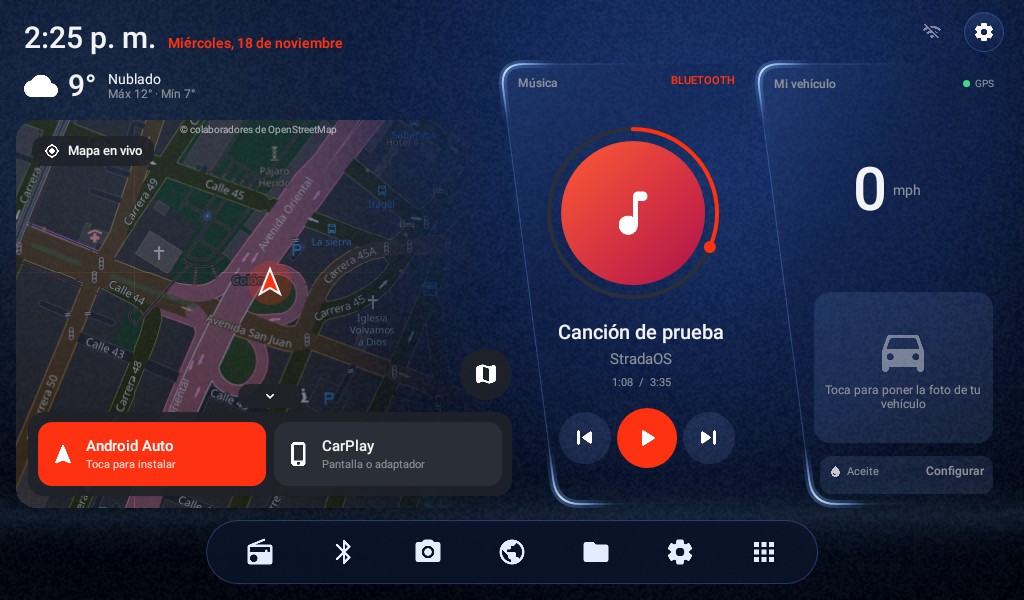 2:25 p. m.
Miércoles, 18 de noviembre
9°
Nublado
Máx 12° · Mín 7°
© colaboradores de OpenStreetMap
Mapa en vivo
Pájaro
Carrera 49
Calle 45
Avenida Oriental
Itagüí
La sierra
P
Carrera 45A
Calle 44
Carrera 45
Avenida San Juan
Iglesia
Volvamos
a Dios
Calle 43
Carrera 48
Carrera 50
P
Android Auto
Toca para instalar
CarPlay
Pantalla o adaptador
Música
BLUETOOTH
Canción de prueba
StradaOS
1:08 / 3:35
Mi vehículo
GPS
0 mph
Toca para poner la foto de tu
vehículo
Aceite
Configurar